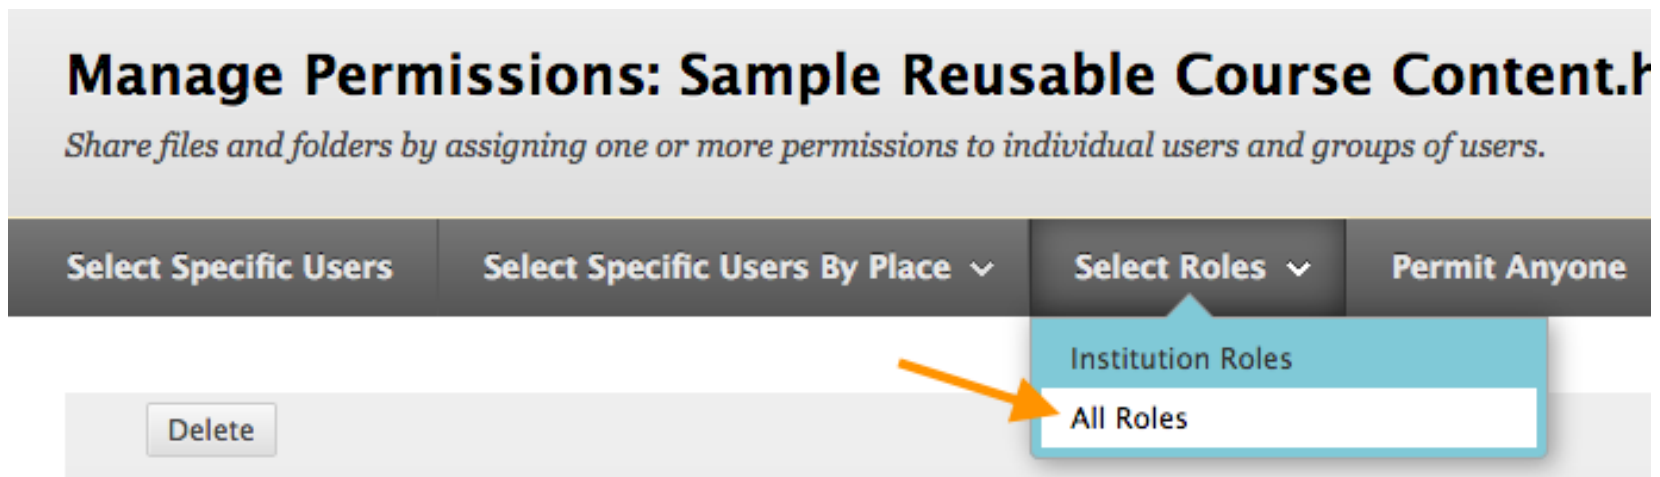 Manage Permissions: Sample Reusable Course Content.h
Share files and folders by assigning one or more permissions to individual users and groups of users.
Select Specific Users Select Specific Users By Place Select Roles Permit Anyone
Institution Roles
All Roles
Delete